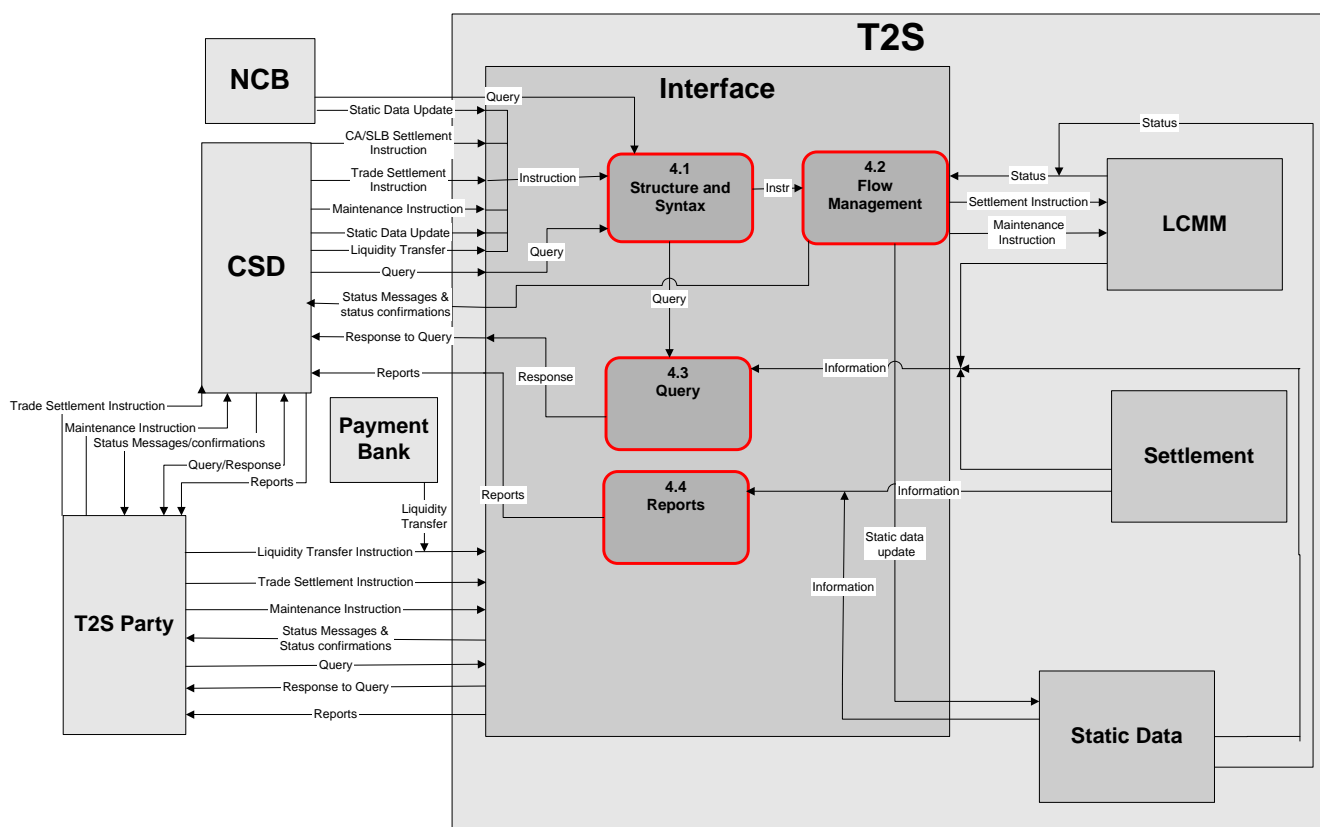 T2S
Interface
NCB
Query
Static Data Update
CA/SLB Settlement
Instruction
Trade Settlement
Instruction
Maintenance Instruction
Static Data Update
Liquidity Transfer
Query
CSD
Instruction
Query
4.1
Structure and
Syntax
Instr
4.2
Flow
Management
Status
Status
Settlement Instruction
Maintenance
Instruction
LCMM
Status Messages &
status confirmations
Query
Response to Query
Response
4.3
Query
Information
Reports
Trade Settlement Instruction
Maintenance Instruction
Status Messages/confirmations
Query/Response
Reports
Payment
Bank
Settlement
Reports
4.4
Reports
Information
Liquidity
Transfer
Static data
update
Information
T2S Party
Liquidity Transfer Instruction
Trade Settlement Instruction
Maintenance Instruction
Status Messages &
Status confirmations
Query
Response to Query
Reports
Static Data